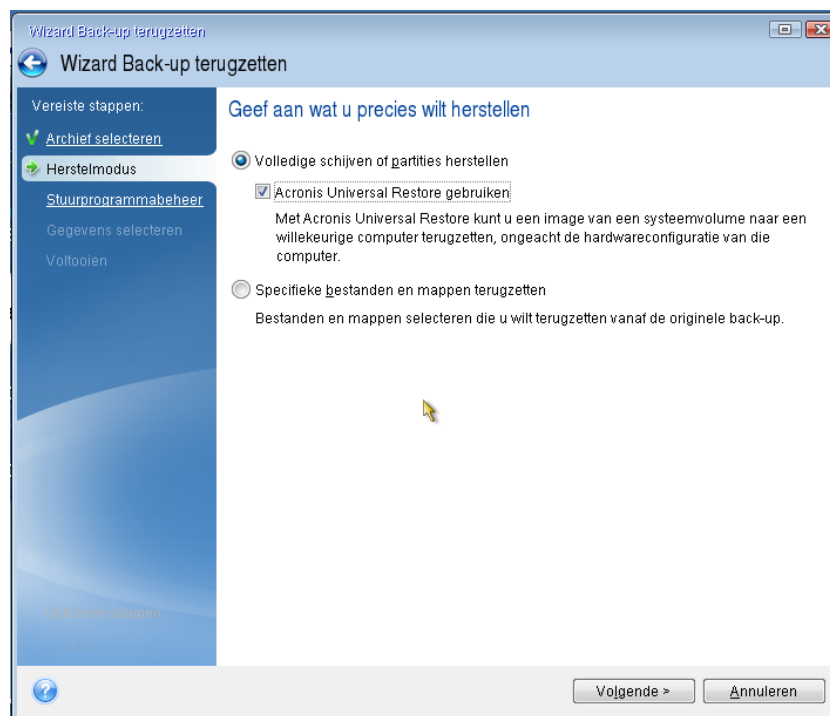 Wizard Back-up terugzetten
Wizard Back-up terugzetten
Vereiste stappen:
Archief selecteren
Herstelmodus
Stuurprogrammabeheer
Gegevens selecteren
Voltooien
Geef aan wat u precies wilt herstellen
Volledige schijven of partities herstellen
Acronis Universal Restore gebruiken
Met Acronis Universal Restore kunt u een image van een systeemvolume naar een
willekeurige computer terugzetten, ongeacht de hardwareconfiguratie van die
computer.
Specifieke bestanden en mappen terugzetten
Bestanden en mappen selecteren die u wilt terugzetten vanaf de originele back-up.
stappen:
Volgende >
Annuleren